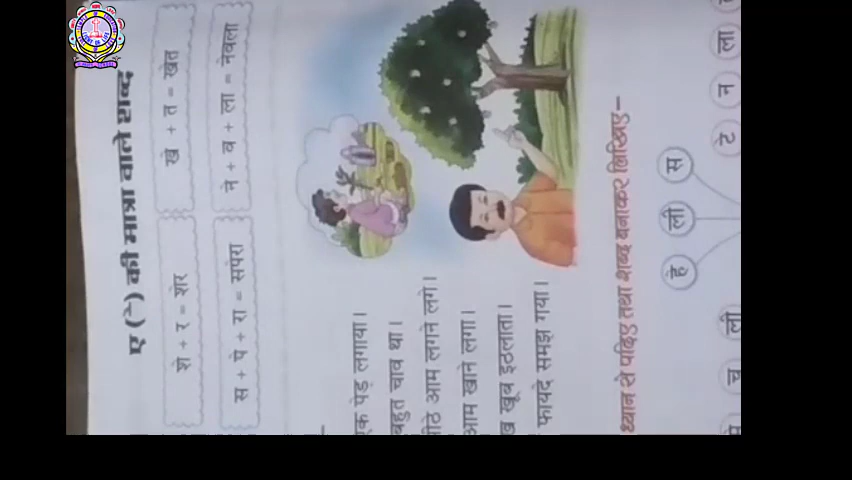 ए (े) की मात्रा वाले शब्द
शे + र = शेर
खे + त = खेत
स + पे + रा = सपेरा
ने + व + ला = नेवला
एक पेड़ लगाया।
बहुत चाव था।
मीठे आम लगने लगे।
आम खाने लगा।
खूब इठलाता।
फायदे समझ गया।
ध्यान से पढ़िए तथा शब्द बनाकर लिखिए–
हे ली स
च ली टे न ला